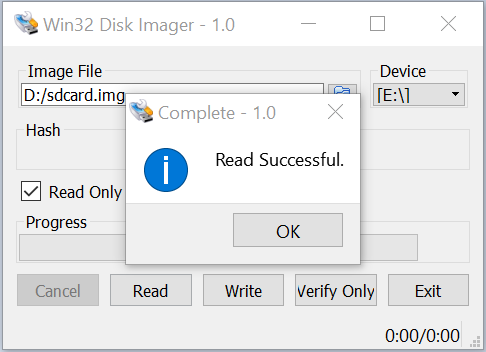 Win32 Disk Imager - 1.0
Image File
Device
D:/sdcard.img
[E:\]
Complete - 1.0
Hash
Read Successful.
Read Only
Progress
OK
Cancel
Read
Write
Verify Only
Exit
0:00/0:00